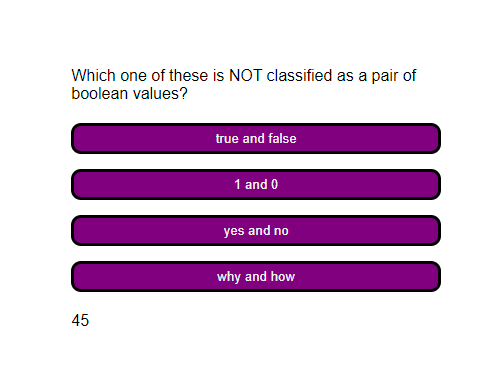 Which one of these is NOT classified as a pair of
boolean values?
true and false
1 and 0
yes and no
why and how
45